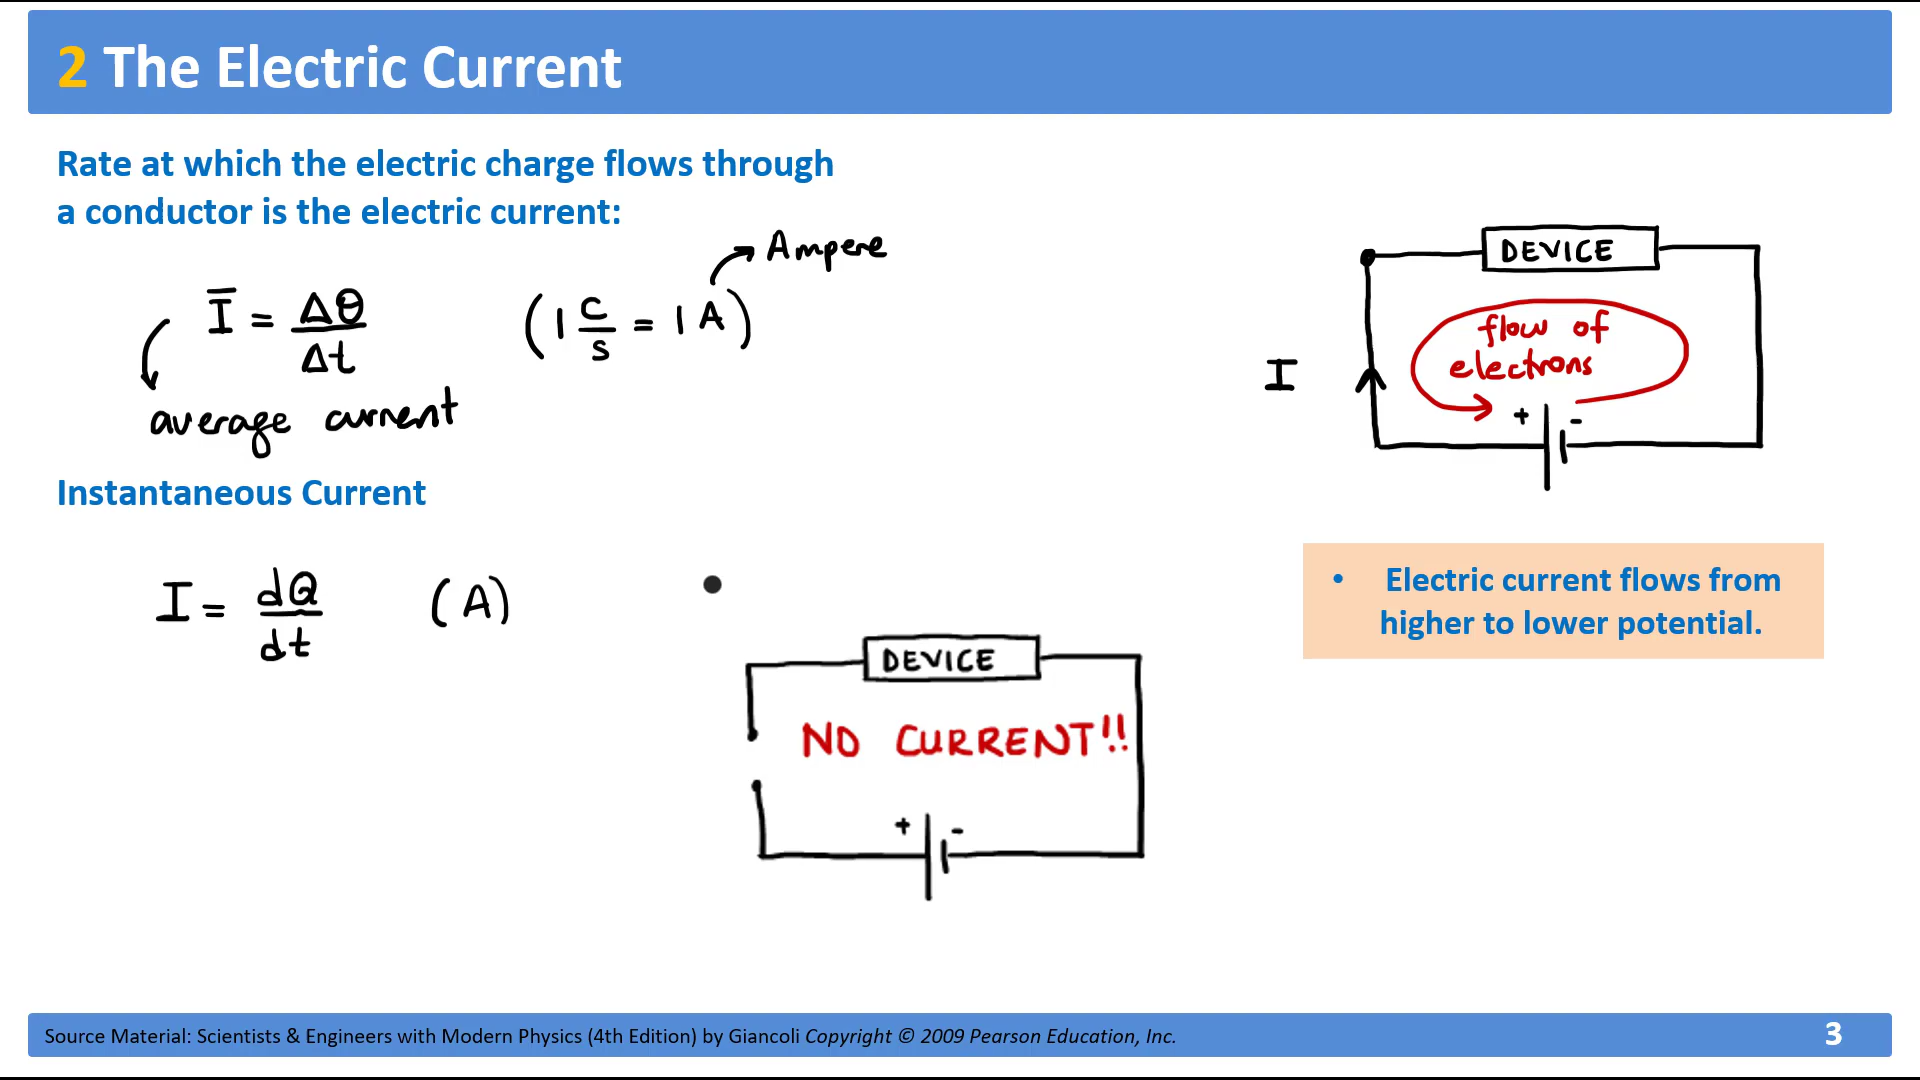 2 The Electric Current
Rate at which the electric charge flows through
a conductor is the electric current:
Ampere
Ī = ΔQ/Δt (1 C/s = 1 A)
average current
Instantaneous Current
I = dQ/dt (A)
DEVICE
flow of
electrons
I
+ -
• Electric current flows from
higher to lower potential.
DEVICE
NO CURRENT!!
+ -
Source Material: Scientists & Engineers with Modern Physics (4th Edition) by Giancoli Copyright © 2009 Pearson Education, Inc.
3